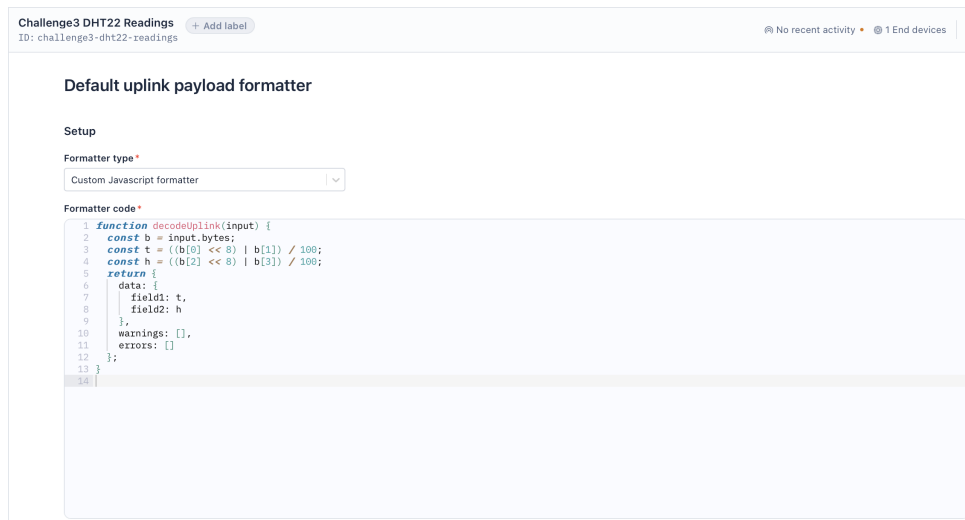 Challenge3 DHT22 Readings + Add label
ID: challenge3-dht22-readings
No recent activity • 1 End devices
Default uplink payload formatter
Setup
Formatter type*
Custom Javascript formatter
Formatter code*
1 function decodeUplink(input) {
2   const b = input.bytes;
3   const t = ((b[0] << 8) | b[1]) / 100;
4   const h = ((b[2] << 8) | b[3]) / 100;
5   return {
6     data: {
7       field1: t,
8       field2: h
9     },
10     warnings: [],
11     errors: []
12   };
13 }
14